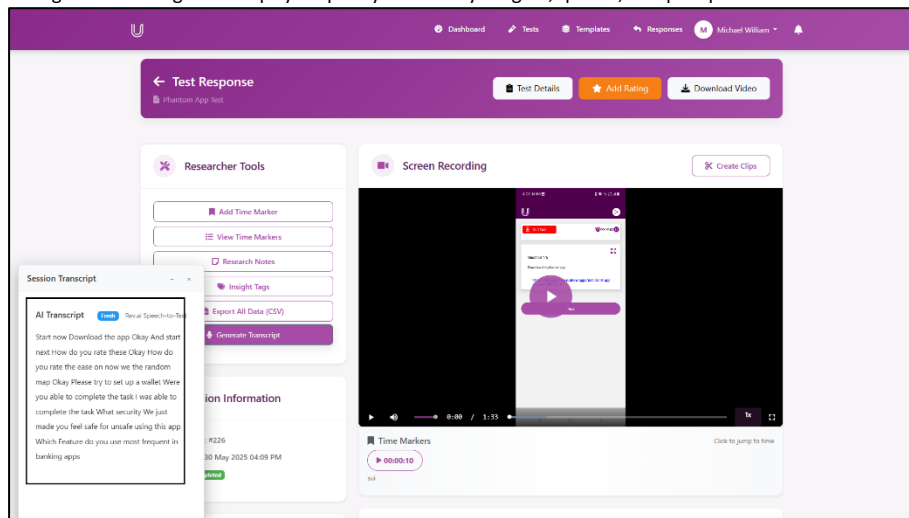 Dashboard
Tests
Templates
Responses
M
Michael William
Test Response
Phantom App Test
Test Details
Add Rating
Download Video
Researcher Tools
Add Time Marker
View Time Markers
Research Notes
Insight Tags
Export All Data (CSV)
Generate Transcript
Screen Recording
Create Clips
0:00 / 1:33
1x
Time Markers
Click to jump to time
00:00:10
sul
Session Transcript
AI Transcript
Rev.ai Speech-to-Text
Start now Download the app Okay And start
next How do you rate these Okay How do
you rate the ease on now we the random
map Okay Please try to set up a wallet Were
you able to complete the task I was able to
complete the task What security We just
made you feel safe for unsafe using this app
Which Feature do you use most frequent in
banking apps
ion Information
: #226
30 May 2025 04:09 PM
pleted